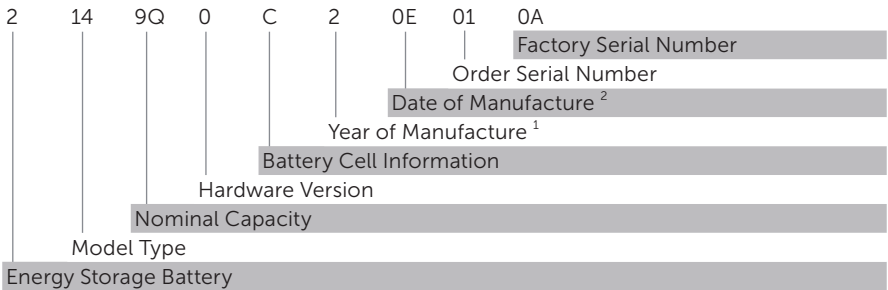 2 14 9Q 0 C 2 0E 01 0A
Factory Serial Number
Order Serial Number
Date of Manufacture ²
Year of Manufacture ¹
Battery Cell Information
Hardware Version
Nominal Capacity
Model Type
Energy Storage Battery